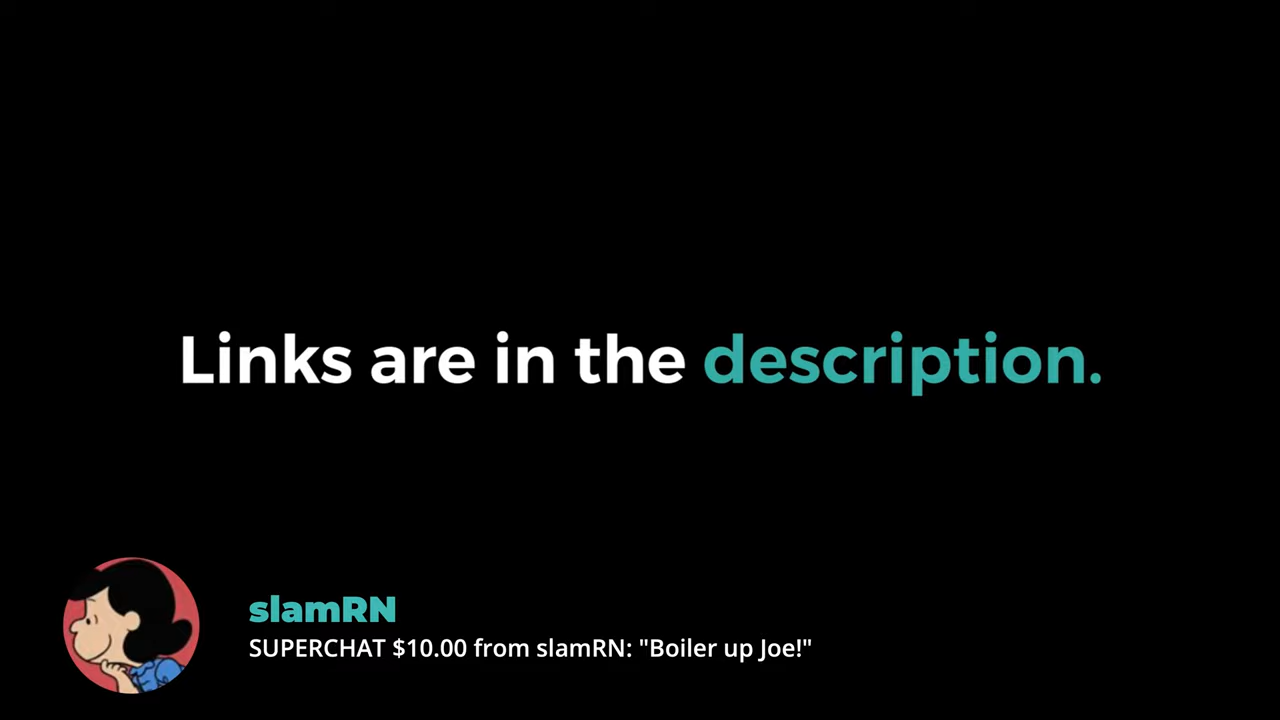 Links are in the description.
slamRN
SUPERCHAT $10.00 from slamRN: "Boiler up Joe!"